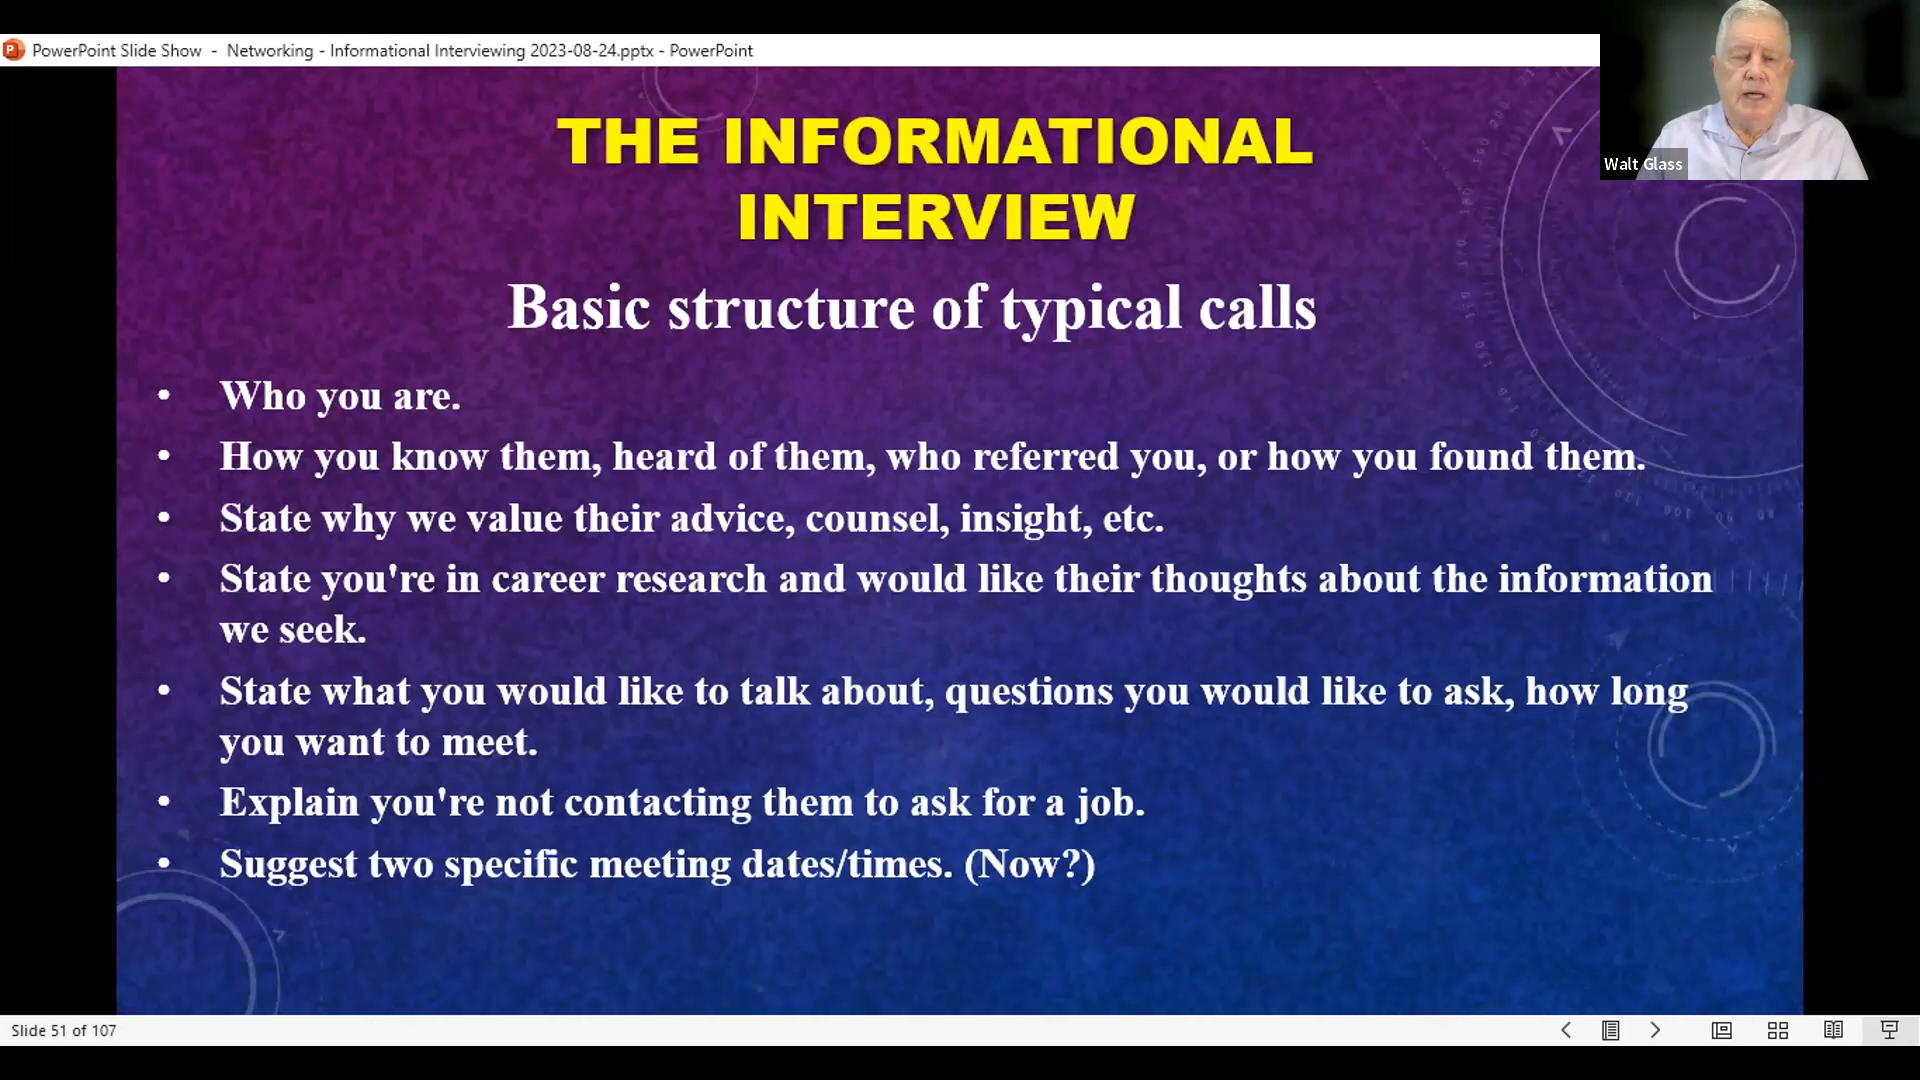 PowerPoint Slide Show - Networking - Informational Interviewing 2023-08-24.pptx - PowerPoint
Walt Glass
THE INFORMATIONAL
INTERVIEW
Basic structure of typical calls
• Who you are.
• How you know them, heard of them, who referred you, or how you found them.
• State why we value their advice, counsel, insight, etc.
• State you're in career research and would like their thoughts about the information
we seek.
• State what you would like to talk about, questions you would like to ask, how long
you want to meet.
• Explain you're not contacting them to ask for a job.
• Suggest two specific meeting dates/times. (Now?)
Slide 51 of 107